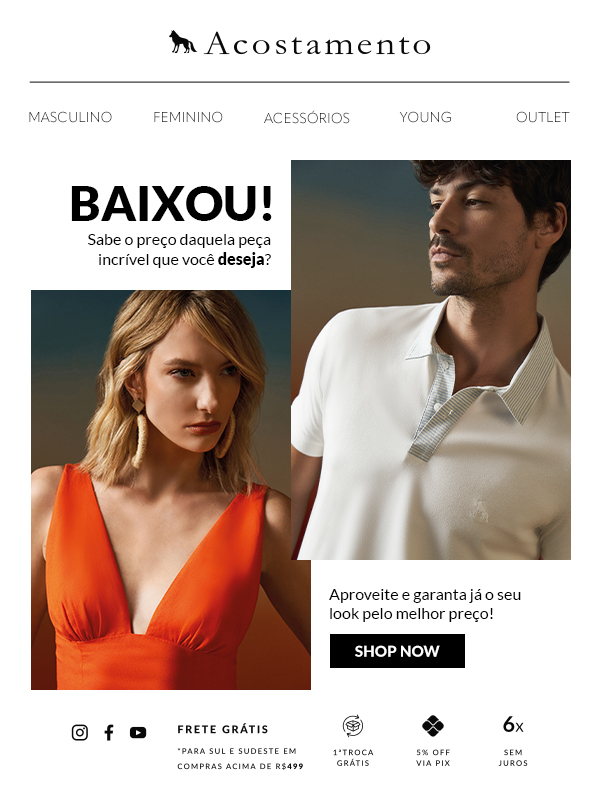 Acostamento
MASCULINO FEMININO ACESSÓRIOS YOUNG OUTLET
BAIXOU!
Sabe o preço daquela peça
incrível que você deseja?
Aproveite e garanta já o seu
look pelo melhor preço!
SHOP NOW
FRETE GRÁTIS
*PARA SUL E SUDESTE EM
COMPRAS ACIMA DE R$499
1ªTROCA
GRÁTIS
5% OFF
VIA PIX
6x
SEM
JUROS